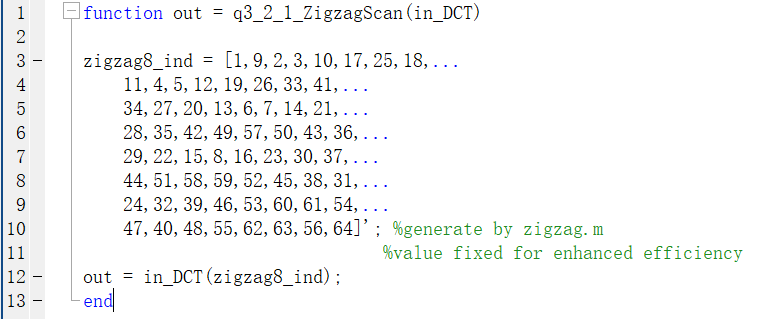 1 function out = q3_2_1_ZigzagScan(in_DCT)
2
3 zigzag8_ind = [1,9,2,3,10,17,25,18,...
4 11,4,5,12,19,26,33,41,...
5 34,27,20,13,6,7,14,21,...
6 28,35,42,49,57,50,43,36,...
7 29,22,15,8,16,23,30,37,...
8 44,51,58,59,52,45,38,31,...
9 24,32,39,46,53,60,61,54,...
10 47,40,48,55,62,63,56,64]'; %generate by zigzag.m
11 %value fixed for enhanced efficiency
12 out = in_DCT(zigzag8_ind);
13 end